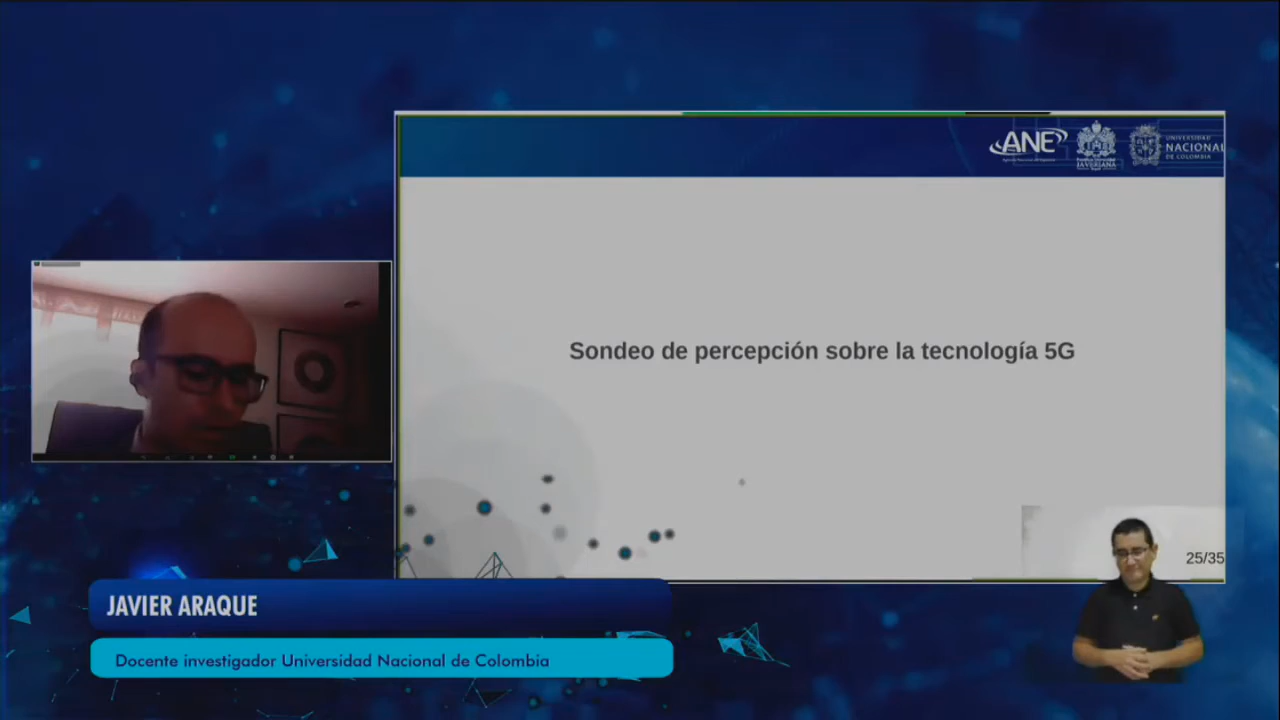 ANE
JAVERIANA
UNIVERSIDAD
NACIONAL
DE COLOMBIA
Sondeo de percepción sobre la tecnología 5G
25/35
JAVIER ARAQUE
Docente investigador Universidad Nacional de Colombia